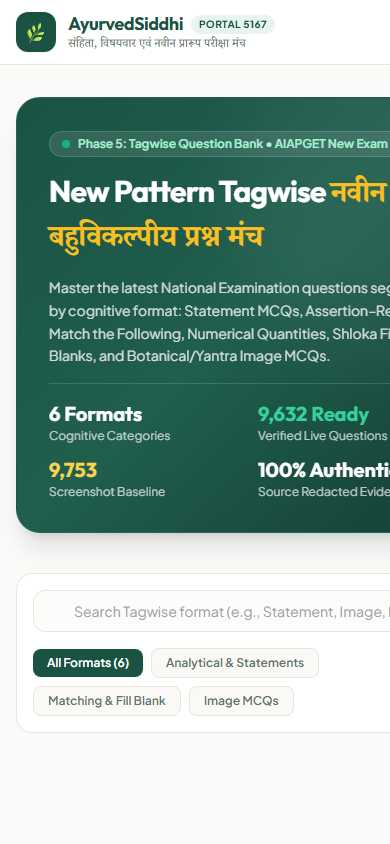 AyurvedSiddhi PORTAL 5167
संहिता, विषयवार एवं नवीन प्रारूप परीक्षा मंच
Phase 5: Tagwise Question Bank • AIAPGET New Exam
New Pattern Tagwise नवीन
बहुविकल्पीय प्रश्न मंच
Master the latest National Examination questions seg
by cognitive format: Statement MCQs, Assertion-Re
Match the Following, Numerical Quantities, Shloka Fi
Blanks, and Botanical/Yantra Image MCQs.
6 Formats 9,632 Ready
Cognitive Categories Verified Live Questions
9,753 100% Authenti
Screenshot Baseline Source Redacted Evide
Search Tagwise format (e.g., Statement, Image,
All Formats (6) Analytical & Statements
Matching & Fill Blank Image MCQs